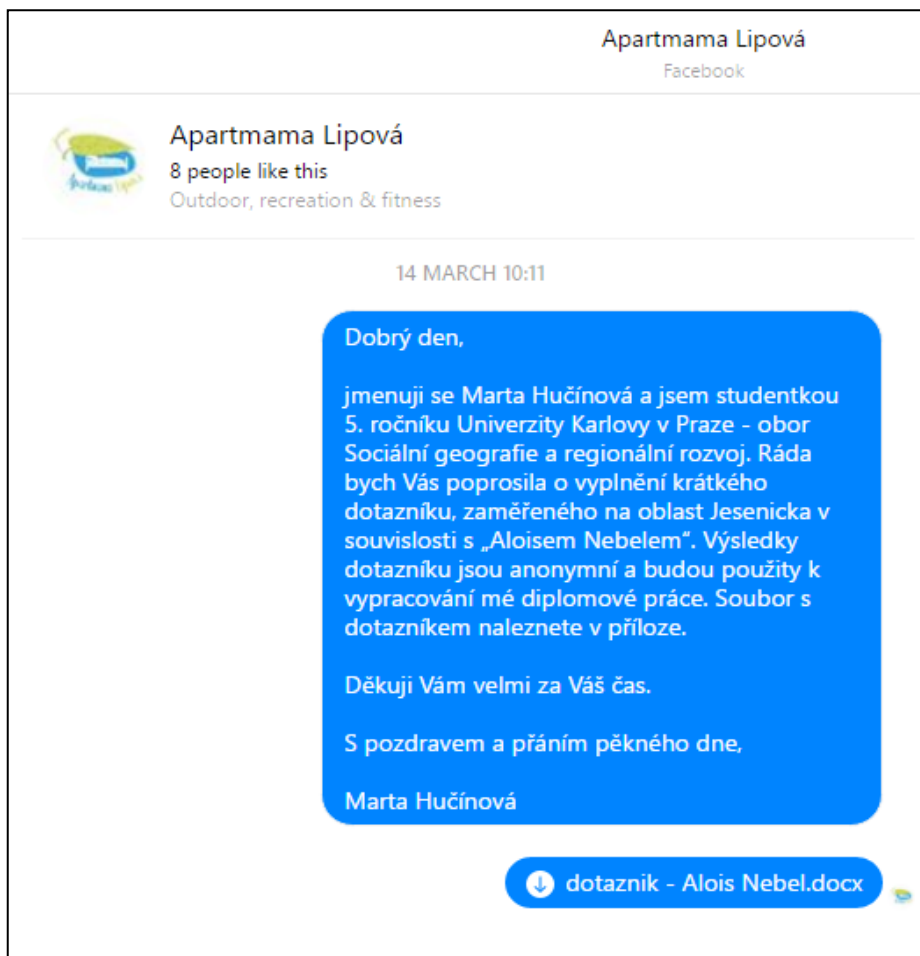 Apartmama Lipová
Facebook
Apartmama Lipová
8 people like this
Outdoor, recreation & fitness
14 MARCH 10:11
Dobrý den,
jmenuji se Marta Hučínová a jsem studentkou
5. ročníku Univerzity Karlovy v Praze - obor
Sociální geografie a regionální rozvoj. Ráda
bych Vás poprosila o vyplnění krátkého
dotazníku, zaměřeného na oblast Jesenicka v
souvislosti s „Aloisem Nebelem“. Výsledky
dotazníku jsou anonymní a budou použity k
vypracování mé diplomové práce. Soubor s
dotazníkem naleznete v příloze.
Děkuji Vám velmi za Váš čas.
S pozdravem a přáním pěkného dne,
Marta Hučínová
dotaznik - Alois Nebel.docx